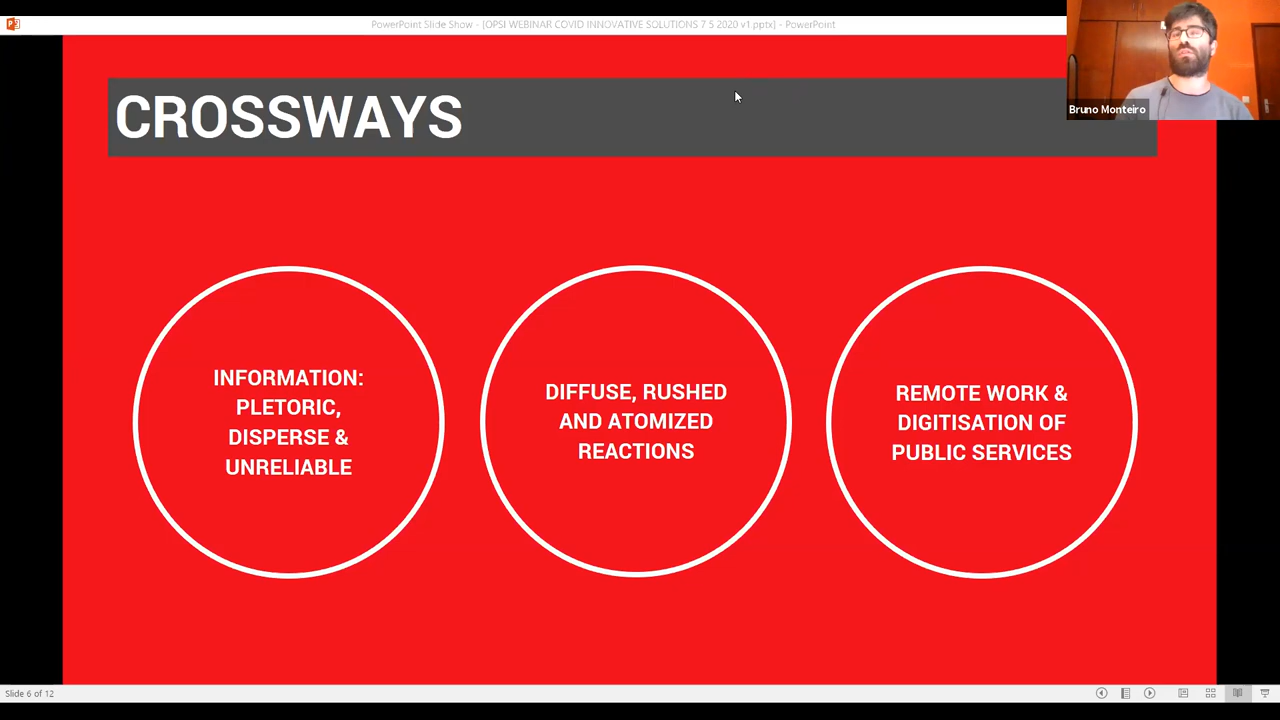 PowerPoint Slide Show - [OPSI WEBINAR COVID INNOVATIVE SOLUTIONS 7 5 2020 v1.pptx] - PowerPoint
Bruno Monteiro
CROSSWAYS
INFORMATION:
PLETORIC,
DISPERSE &
UNRELIABLE
DIFFUSE, RUSHED
AND ATOMIZED
REACTIONS
REMOTE WORK &
DIGITISATION OF
PUBLIC SERVICES
Slide 6 of 12